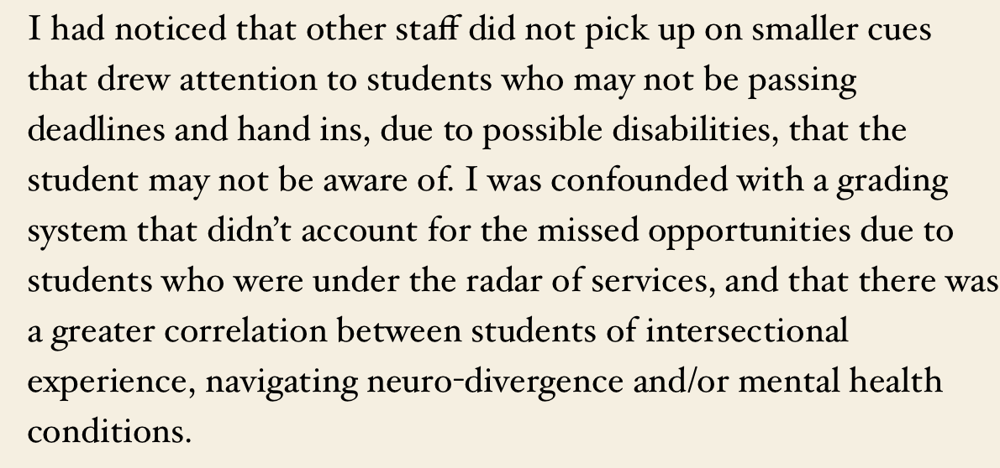 I had noticed that other staff did not pick up on smaller cues
that drew attention to students who may not be passing
deadlines and hand ins, due to possible disabilities, that the
student may not be aware of. I was confounded with a grading
system that didn’t account for the missed opportunities due to
students who were under the radar of services, and that there was
a greater correlation between students of intersectional
experience, navigating neuro-divergence and/or mental health
conditions.